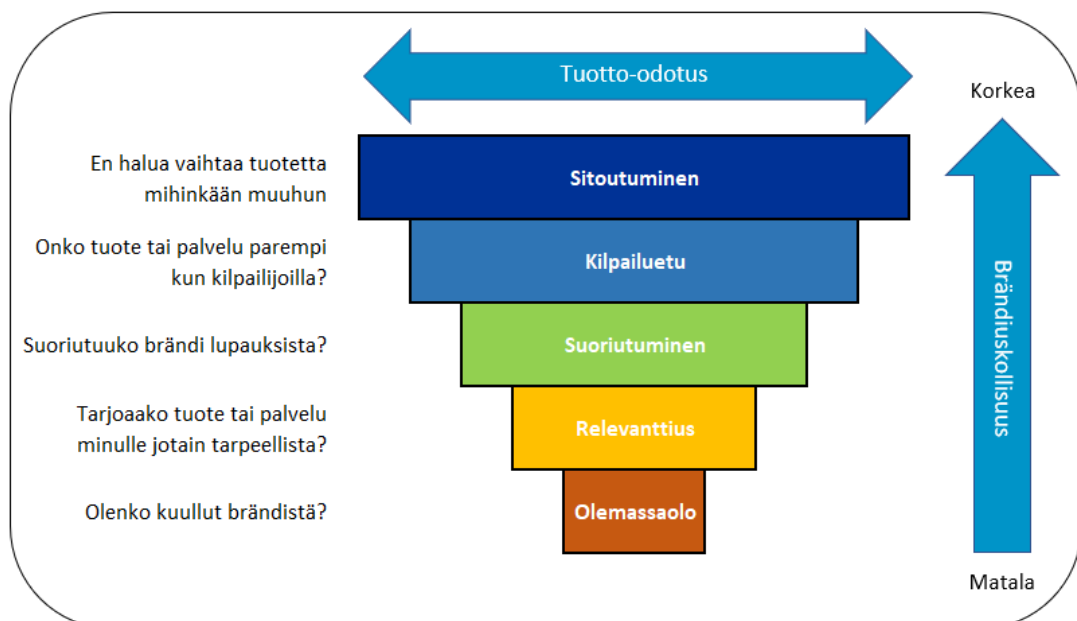 Tuotto-odotus
Korkea
En halua vaihtaa tuotetta
mihinkään muuhun
Sitoutuminen
Onko tuote tai palvelu parempi
kun kilpailijoilla?
Kilpailuetu
Suoriutuuko brändi lupauksista?
Suoriutuminen
Tarjoaako tuote tai palvelu
minulle jotain tarpeellista?
Relevanttius
Olenko kuullut brändistä?
Olemassaolo
Brändiuskollisuus
Matala